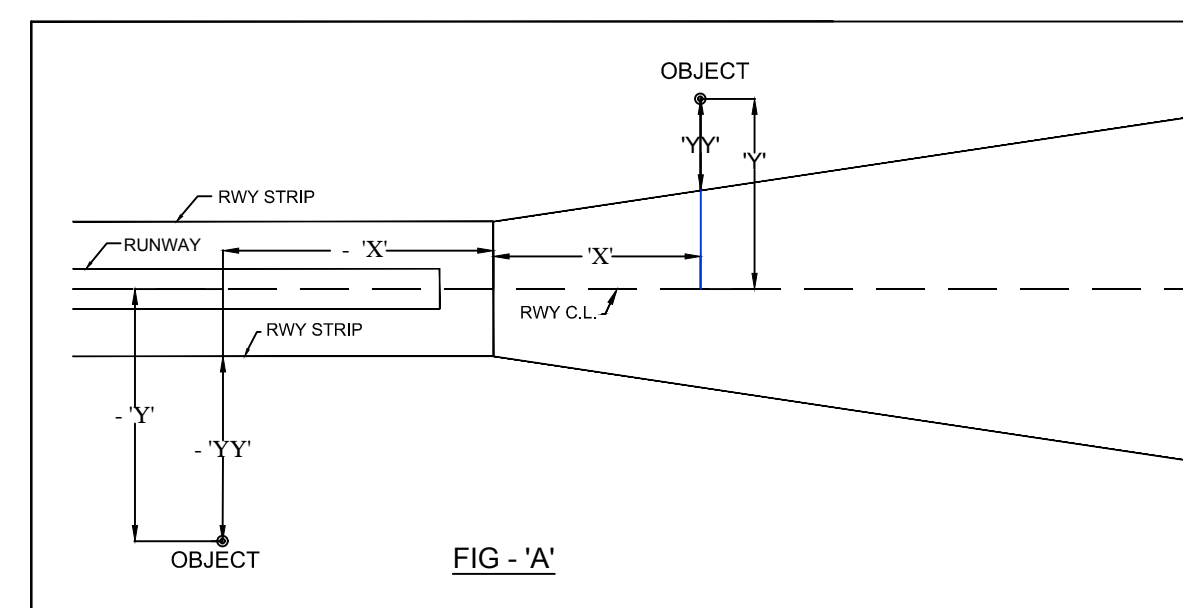 OBJECT
'YY'
'Y'
RWY STRIP
RUNWAY
- 'X'
'X'
RWY C.L.
RWY STRIP
- 'Y'
- 'YY'
OBJECT
FIG - 'A'